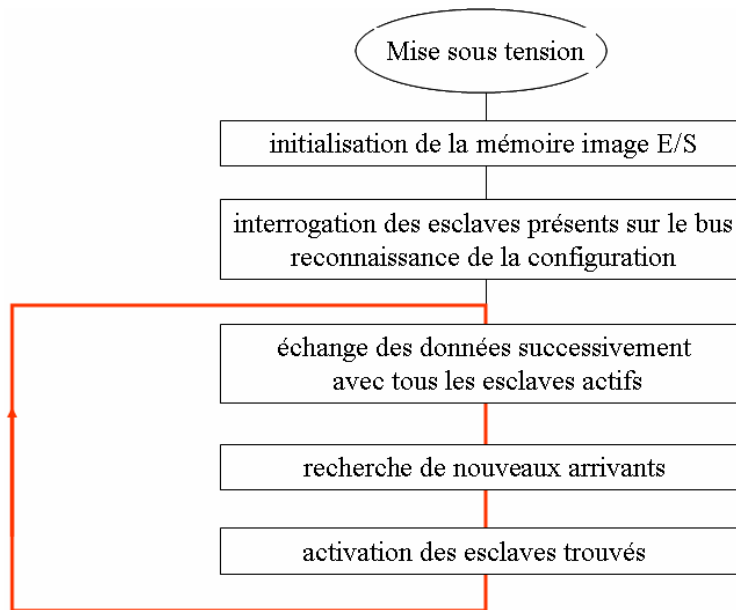 Mise sous tension
initialisation de la mémoire image E/S
interrogation des esclaves présents sur le bus
reconnaissance de la configuration
échange des données successivement
avec tous les esclaves actifs
recherche de nouveaux arrivants
activation des esclaves trouvés